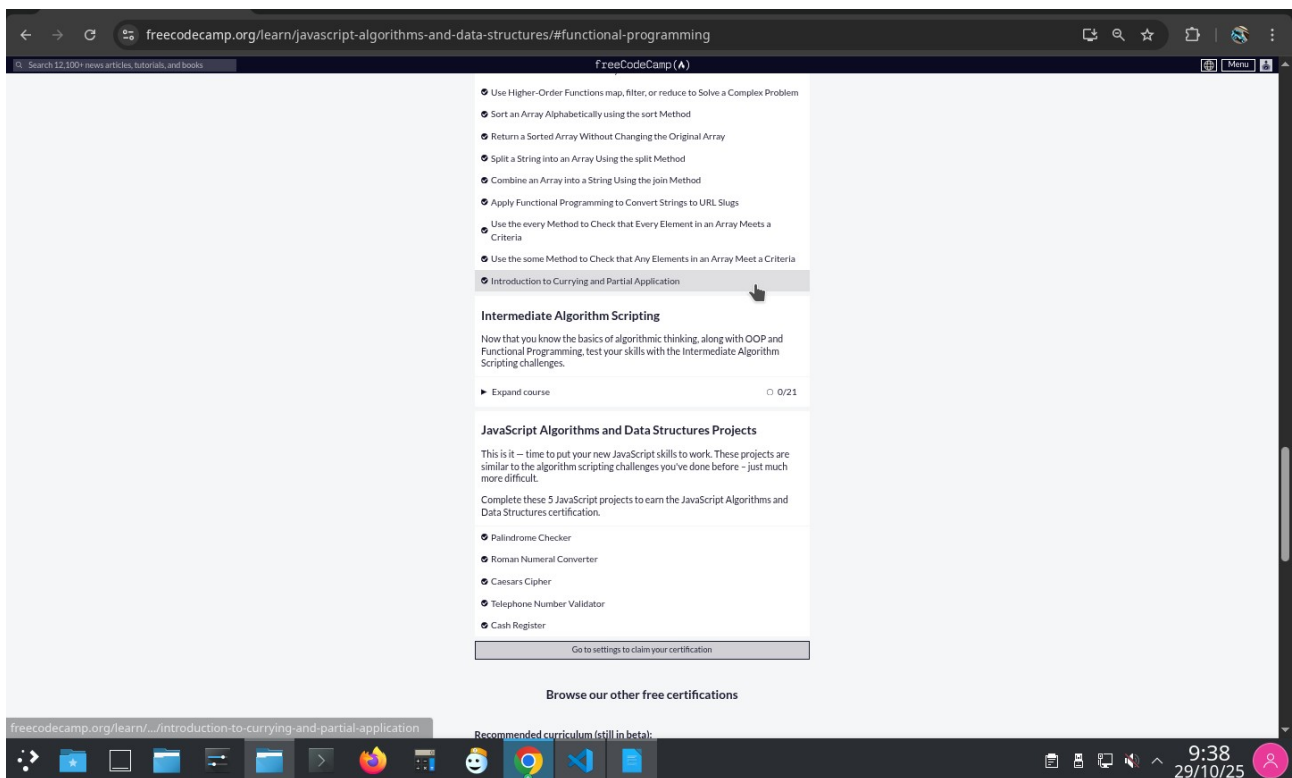 freecodecamp.org/learn/javascript-algorithms-and-data-structures/#functional-programming
Search 12,100+ news articles, tutorials, and books
freeCodeCamp(🔥)
Menu
Use Higher-Order Functions map, filter, or reduce to Solve a Complex Problem
Sort an Array Alphabetically using the sort Method
Return a Sorted Array Without Changing the Original Array
Split a String into an Array Using the split Method
Combine an Array into a String Using the join Method
Apply Functional Programming to Convert Strings to URL Slugs
Use the every Method to Check that Every Element in an Array Meets a
Criteria
Use the some Method to Check that Any Elements in an Array Meet a Criteria
Introduction to Currying and Partial Application
Intermediate Algorithm Scripting
Now that you know the basics of algorithmic thinking, along with OOP and
Functional Programming, test your skills with the Intermediate Algorithm
Scripting challenges.
Expand course 0/21
JavaScript Algorithms and Data Structures Projects
This is it — time to put your new JavaScript skills to work. These projects are
similar to the algorithm scripting challenges you've done before – just much
more difficult.
Complete these 5 JavaScript projects to earn the JavaScript Algorithms and
Data Structures certification.
Palindrome Checker
Roman Numeral Converter
Caesars Cipher
Telephone Number Validator
Cash Register
Go to settings to claim your certification
Browse our other free certifications
Recommended curriculum (still in beta):
freecodecamp.org/learn/.../introduction-to-currying-and-partial-application
9:38
29/10/25